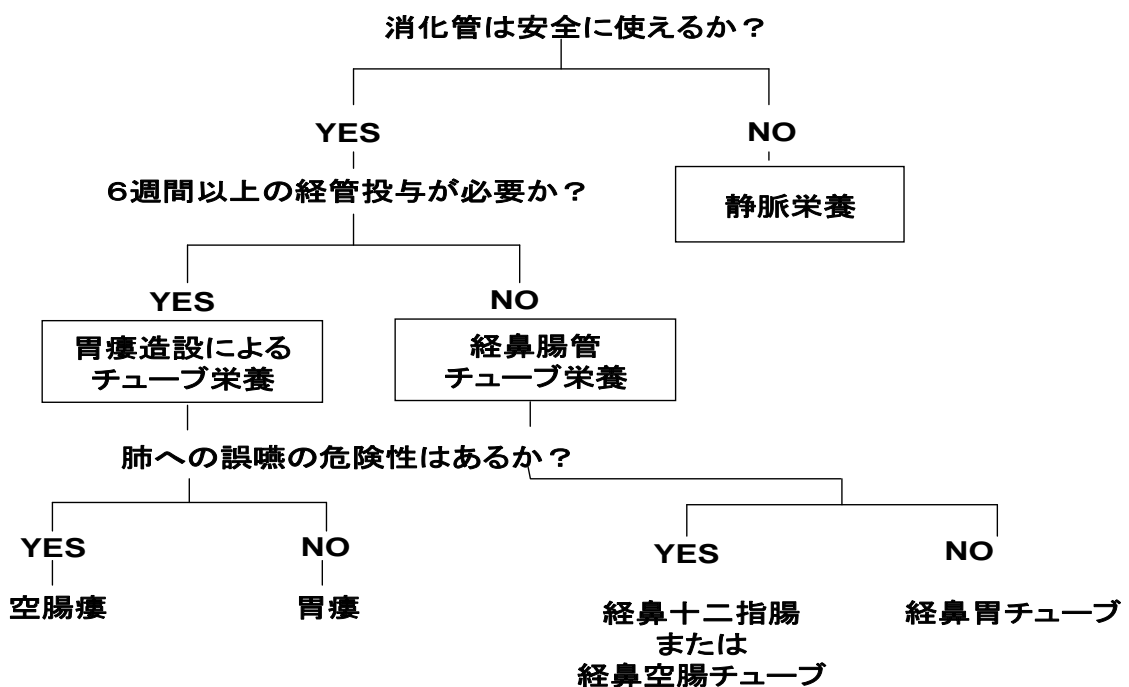 消化管は安全に使えるか？
YES
NO
6週間以上の経管投与が必要か？
静脈栄養
YES
NO
胃瘻造設による
チューブ栄養
経鼻腸管
チューブ栄養
肺への誤嚥の危険性はあるか？
YES
NO
YES
NO
空腸瘻
胃瘻
経鼻十二指腸
または
経鼻空腸チューブ
経鼻胃チューブ